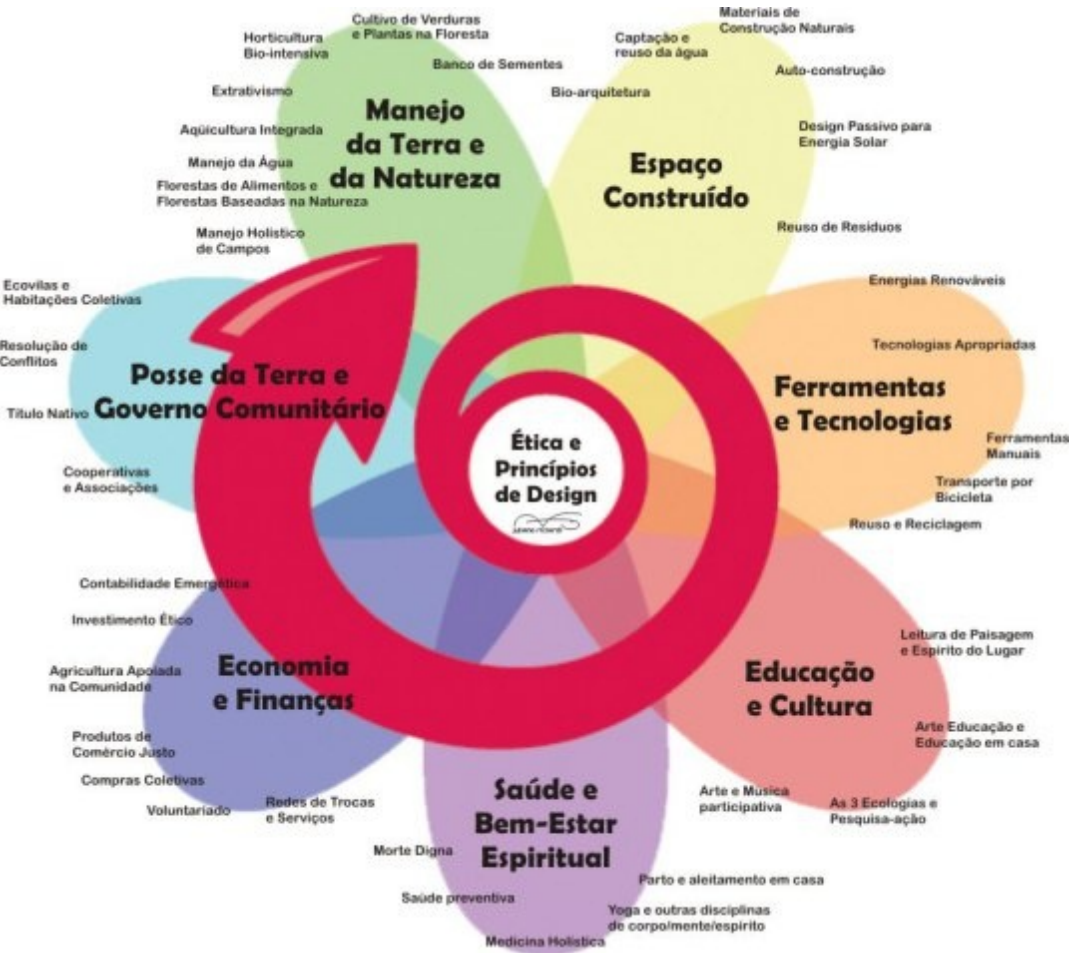 Cultivo de Verduras
e Plantas na Floresta
Horticultura
Bio-intensiva
Banco de Sementes
Extrativismo
Aqüicultura Integrada
Manejo da Água
Florestas de Alimentos e
Florestas Baseadas na Natureza
Manejo Holístico
de Campos
Manejo
da Terra e
da Natureza
Materiais de
Construção Naturais
Captação e
reuso da água
Bio-arquitetura
Auto-construção
Design Passivo para
Energia Solar
Reuso de Resíduos
Espaço
Construído
Energias Renováveis
Tecnologias Apropriadas
Ferramentas
e Tecnologias
Ferramentas
Manuais
Transporte por
Bicicleta
Reuso e Reciclagem
Ecovilas e
Habitações Coletivas
Resolução de
Conflitos
Título Nativo
Cooperativas
e Associações
Posse da Terra e
Governo Comunitário
Ética e
Princípios
de Design
Contabilidade Emergética
Investimento Ético
Agricultura Apoiada
na Comunidade
Produtos de
Comércio Justo
Compras Coletivas
Voluntariado
Redes de Trocas
e Serviços
Economia
e Finanças
Leitura de Paisagem
e Espírito do Lugar
Arte Educação e
Educação em casa
As 3 Ecologias e
Pesquisa-ação
Arte e Música
participativa
Educação
e Cultura
Saúde e
Bem-Estar
Espiritual
Morte Digna
Saúde preventiva
Medicina Holística
Parto e aleitamento em casa
Yoga e outras disciplinas
de corpo/mente/espírito